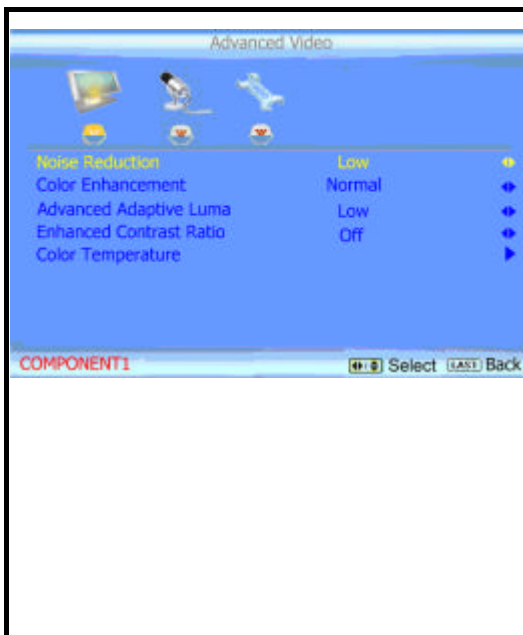 Advanced Video
Noise Reduction Low
Color Enhancement Normal
Advanced Adaptive Luma Low
Enhanced Contrast Ratio Off
Color Temperature
COMPONENT1 Select LAST Back